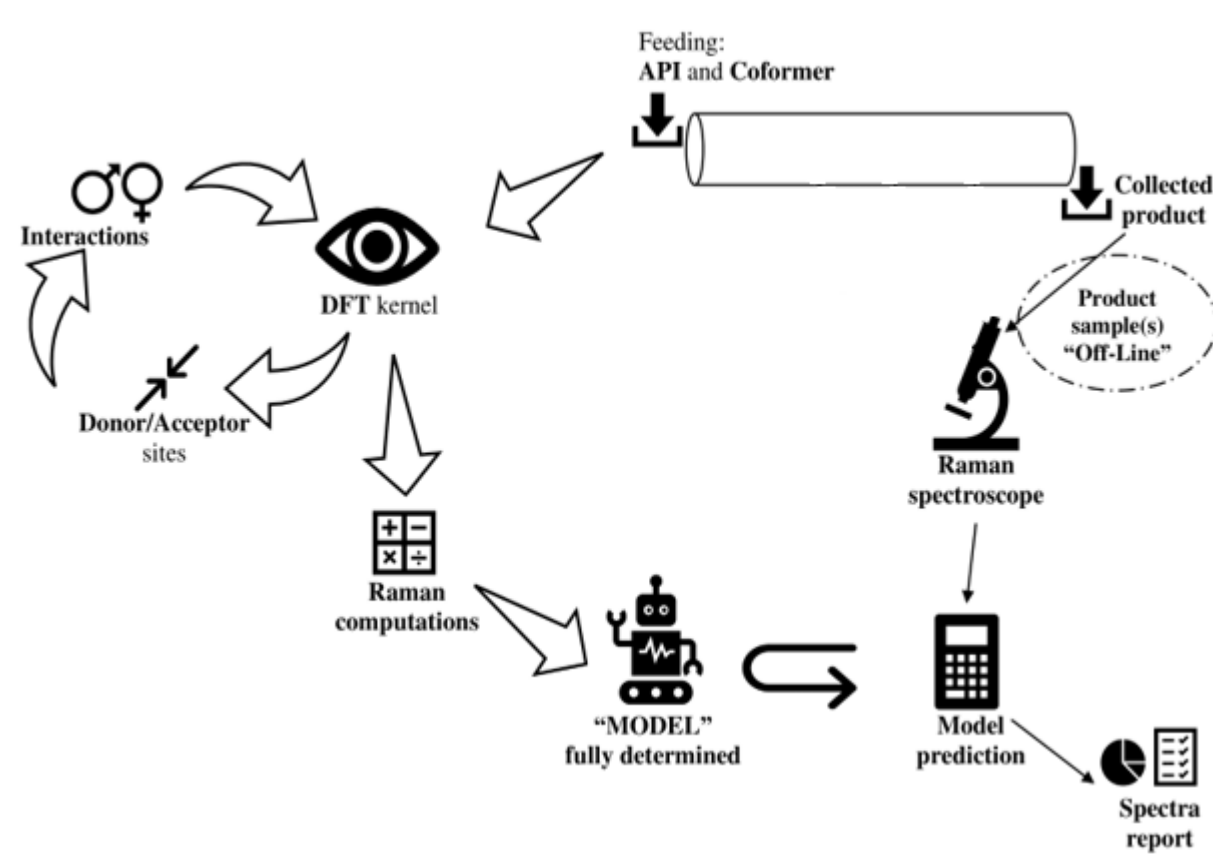 Feeding:
API and Coformer
Collected
product
Interactions
DFT kernel
Product
sample(s)
“Off-Line”
Donor/Acceptor
sites
Raman
spectroscope
Raman
computations
“MODEL”
fully determined
Model
prediction
Spectra
report